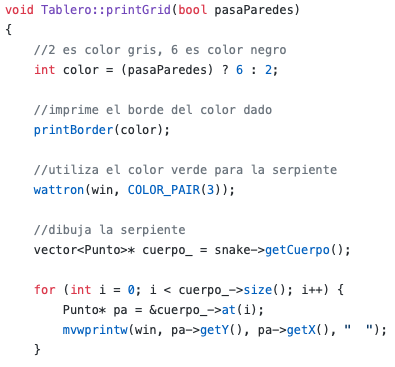 void Tablero::printGrid(bool pasaParedes)
{
    //2 es color gris, 6 es color negro
    int color = (pasaParedes) ? 6 : 2;

    //imprime el borde del color dado
    printBorder(color);

    //utiliza el color verde para la serpiente
    wattron(win, COLOR_PAIR(3));

    //dibuja la serpiente
    vector<Punto>* cuerpo_ = snake->getCuerpo();

    for (int i = 0; i < cuerpo_->size(); i++) {
        Punto* pa = &cuerpo_->at(i);
        mvwprintw(win, pa->getY(), pa->getX(), "  ");
    }